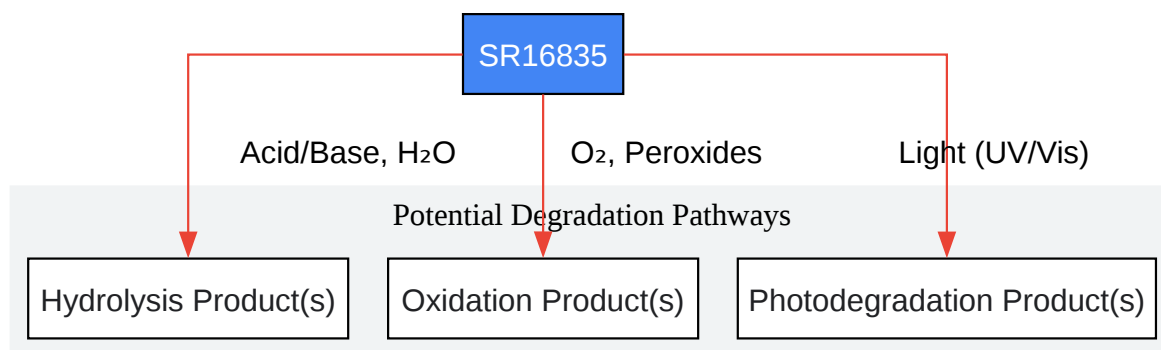 SR16835
Acid/Base, H₂O
O₂, Peroxides
Light (UV/Vis)
Potential Degradation Pathways
Hydrolysis Product(s)
Oxidation Product(s)
Photodegradation Product(s)